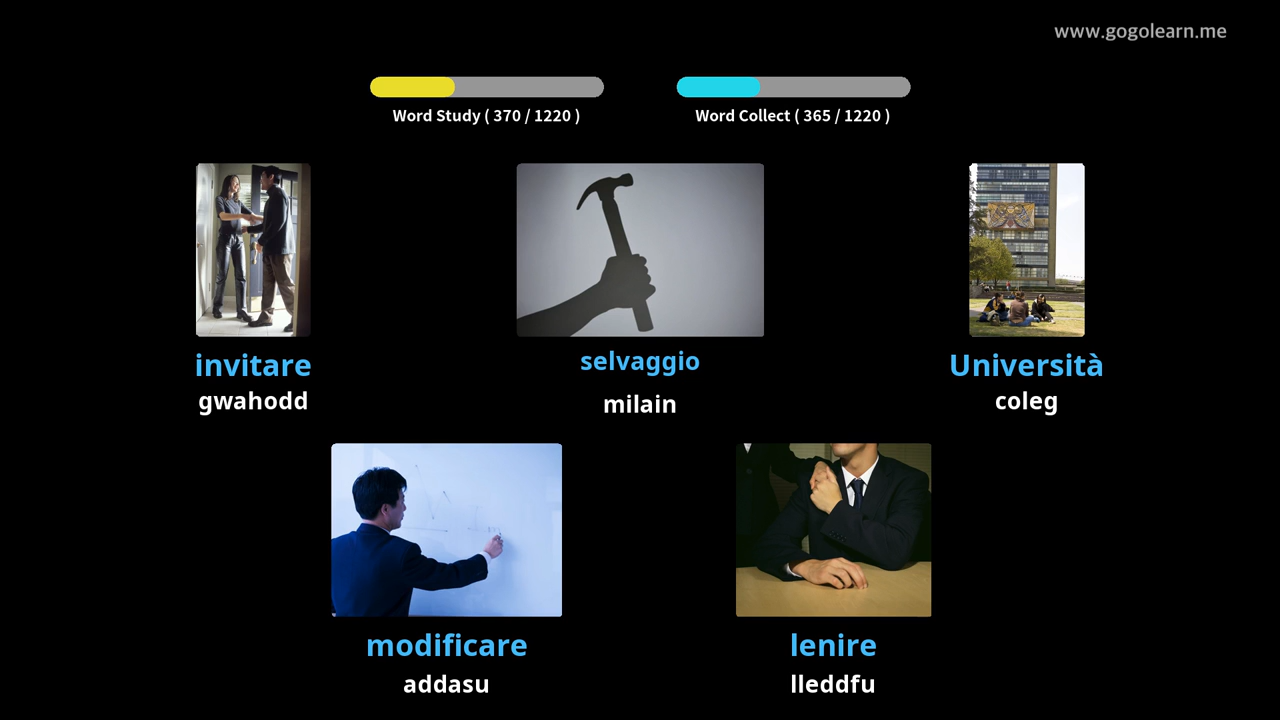 www.gogolearn.me
Word Study ( 370 / 1220 )
Word Collect ( 365 / 1220 )
invitare
gwahodd
selvaggio
milain
Università
coleg
modificare
addasu
lenire
lleddfu